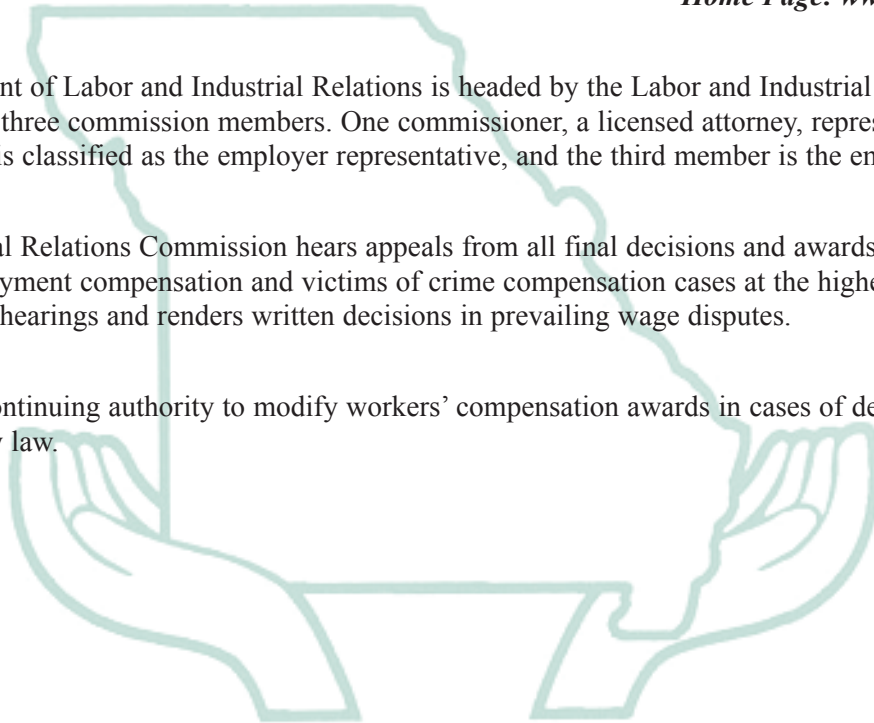 Home Page: ww
nt of Labor and Industrial Relations is headed by the Labor and Industrial
three commission members. One commissioner, a licensed attorney, repres
is classified as the employer representative, and the third member is the en
al Relations Commission hears appeals from all final decisions and awards
yment compensation and victims of crime compensation cases at the highe
hearings and renders written decisions in prevailing wage disputes.
ontinuing authority to modify workers’ compensation awards in cases of de
law.